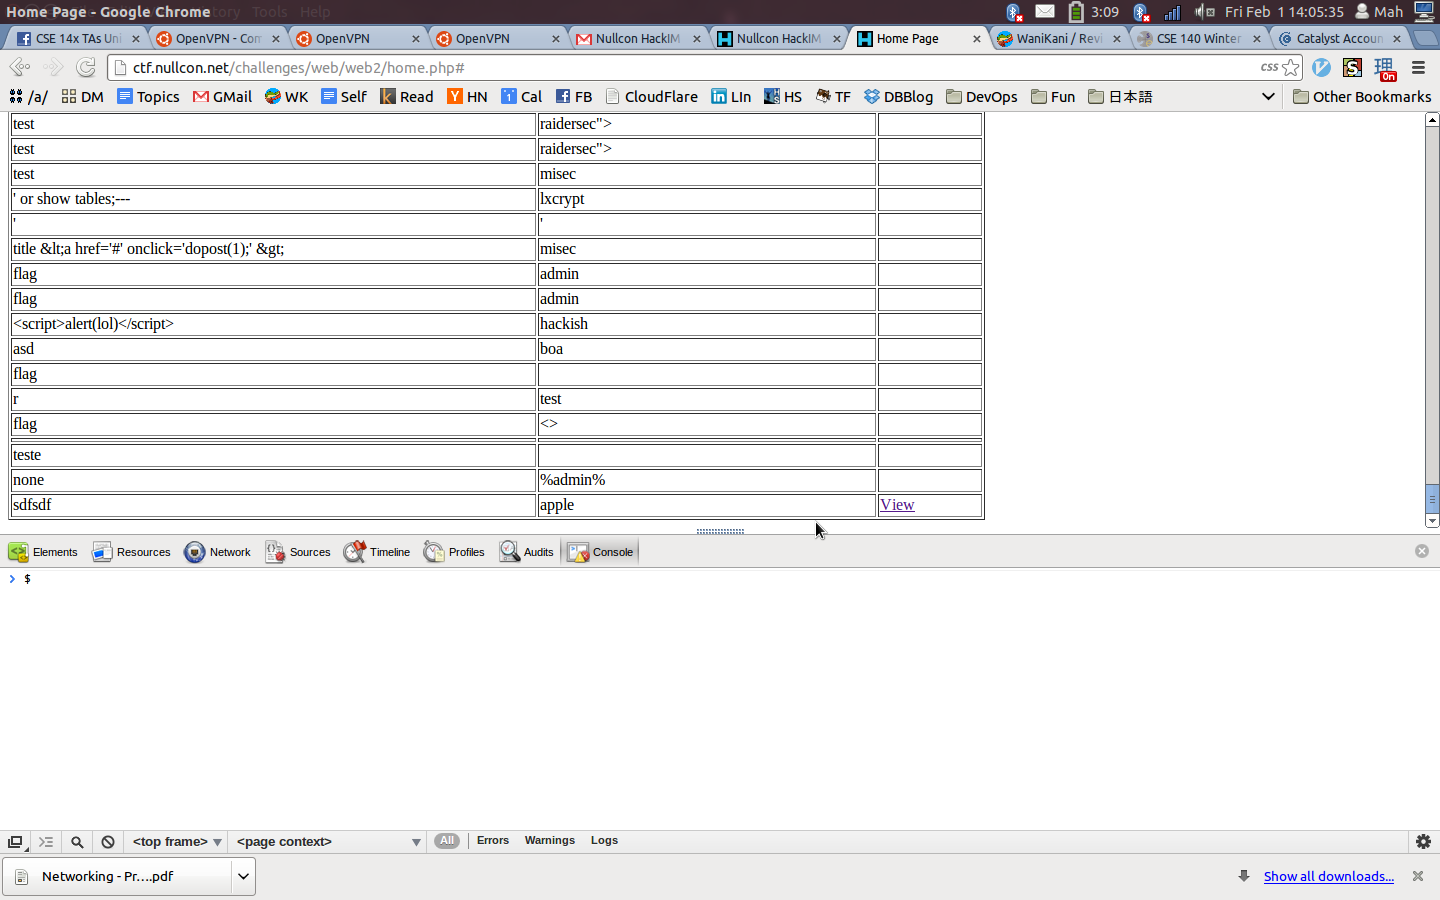 Home Page - Google Chrome
3:09 Fri Feb 1 14:05:35 Mah
CSE 14x TAs Uni OpenVPN - Com OpenVPN OpenVPN Nullcon HackIM Nullcon HackIM Home Page WaniKani / Revi CSE 140 Winter Catalyst Accoun
ctf.nullcon.net/challenges/web/web2/home.php# css
/a/ DM Topics GMail WK Self Read HN Cal FB CloudFlare LIn HS TF DBBlog DevOps Fun 日本語 Other Bookmarks
理 On
test raidersec">
test raidersec">
test misec
' or show tables;--- lxcrypt
' '
title &lt;a href='#' onclick='dopost(1);' &gt; misec
flag admin
flag admin
<script>alert(lol)</script> hackish
asd boa
flag
r test
flag <>
teste
none %admin%
sdfsdf apple View
Elements Resources Network Sources Timeline Profiles Audits Console
> $
<top frame> <page context> All Errors Warnings Logs
Networking - Pr....pdf Show all downloads...